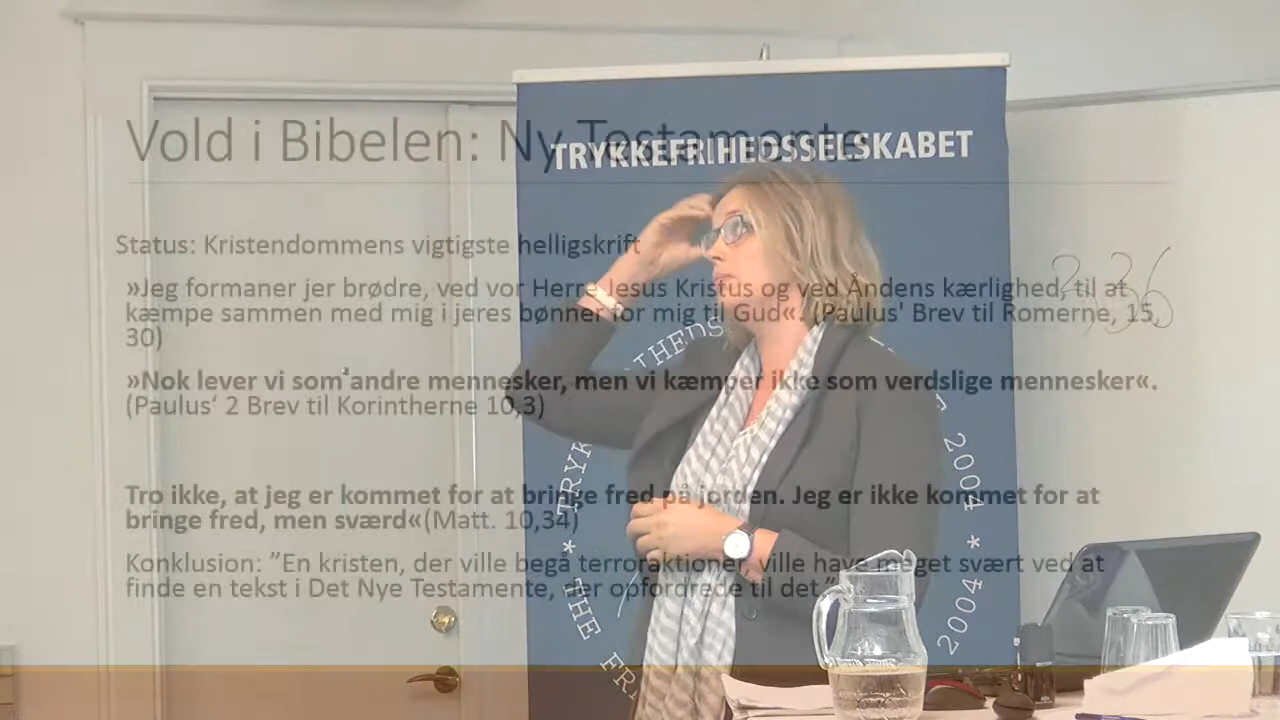 Vold i Bibelen: Ny Testamente
TRYKKEFRIHEDSSELSKABET
Status: Kristendommens vigtigste helligskrift
»Jeg formaner jer brødre, ved vor Herre Jesus Kristus og ved Åndens kærlighed, til at
kæmpe sammen med mig i jeres bønner for mig til Gud«. (Paulus' Brev til Romerne, 15,
30)
»Nok lever vi som andre mennesker, men vi kæmper ikke som verdslige mennesker«.
(Paulus‘ 2 Brev til Korintherne 10,3)
Tro ikke, at jeg er kommet for at bringe fred på jorden. Jeg er ikke kommet for at
bringe fred, men sværd«(Matt. 10,34)
Konklusion: ”En kristen, der ville begå terroraktioner, ville have meget svært ved at
finde en tekst i Det Nye Testamente, der opfordrede til det.”
2004 * 2004
* THE